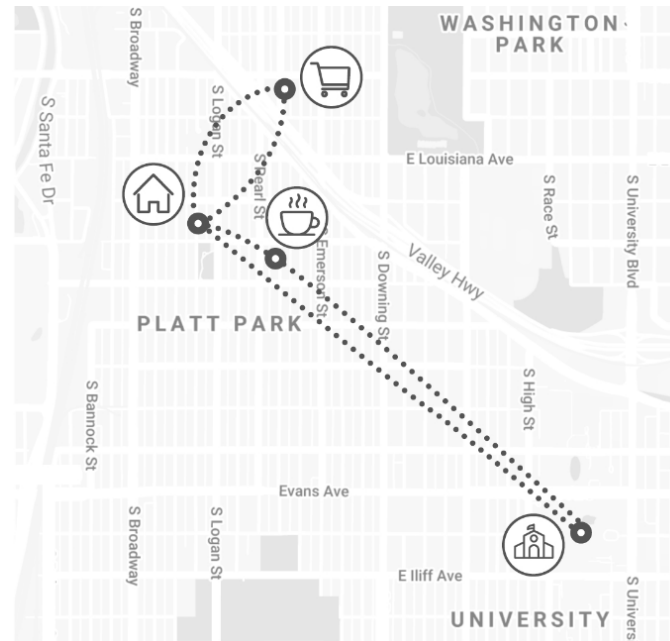 WASHINGTON
PARK
S Broadway
S Santa Fe Dr
S Logan St
S Pearl St
E Louisiana Ave
S Race St
S University Blvd
S Emerson St
S Downing St
Valley Hwy
PLATT PARK
S Bannock St
S High St
Evans Ave
S Broadway
S Logan St
E Iliff Ave
S Univers
UNIVERSITY